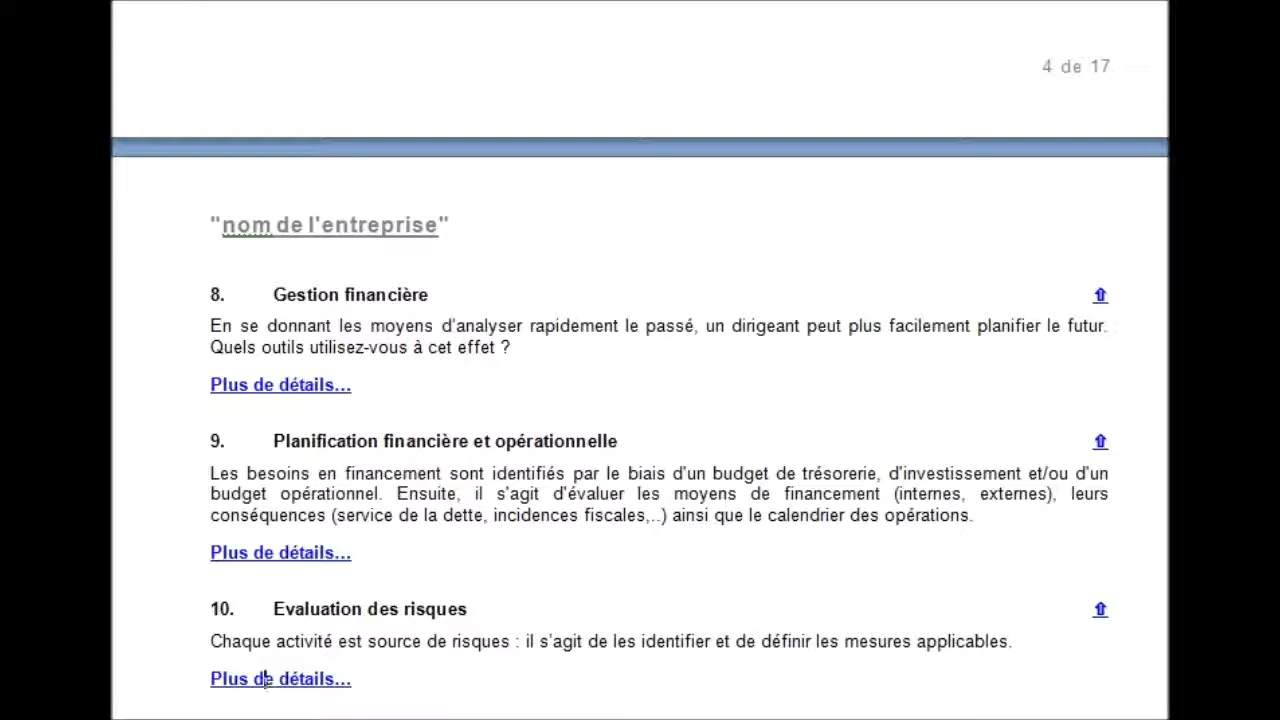 4 de 17
"nom de l'entreprise"
8. Gestion financière ⇧
En se donnant les moyens d'analyser rapidement le passé, un dirigeant peut plus facilement planifier le futur.
Quels outils utilisez-vous à cet effet ?
Plus de détails...
9. Planification financière et opérationnelle ⇧
Les besoins en financement sont identifiés par le biais d'un budget de trésorerie, d'investissement et/ou d'un
budget opérationnel. Ensuite, il s'agit d'évaluer les moyens de financement (internes, externes), leurs
conséquences (service de la dette, incidences fiscales,..) ainsi que le calendrier des opérations.
Plus de détails...
10. Evaluation des risques ⇧
Chaque activité est source de risques : il s'agit de les identifier et de définir les mesures applicables.
Plus de détails...